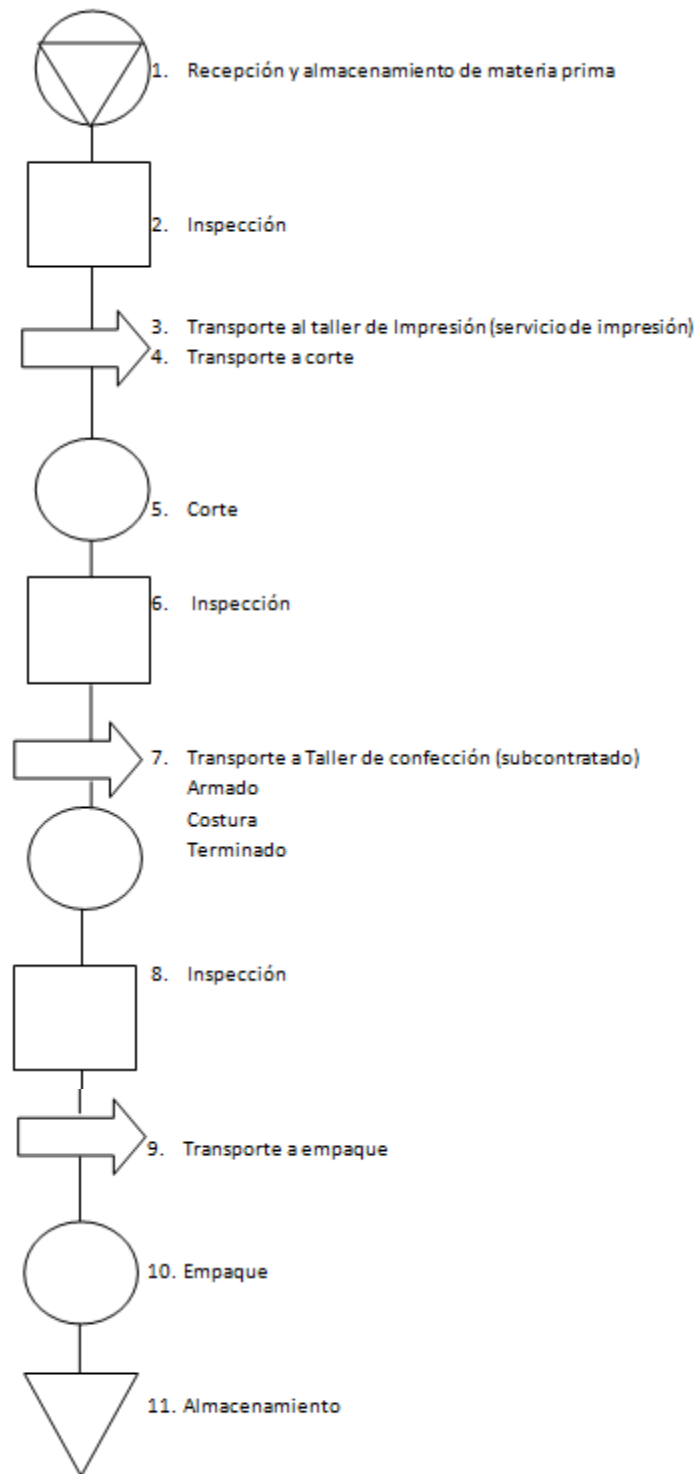 1. Recepción y almacenamiento de materia prima
2. Inspección
3. Transporte al taller de Impresión (servicio de impresión)
4. Transporte a corte
5. Corte
6. Inspección
7. Transporte a Taller de confección (subcontratado)
Armado
Costura
Terminado
8. Inspección
9. Transporte a empaque
10. Empaque
11. Almacenamiento